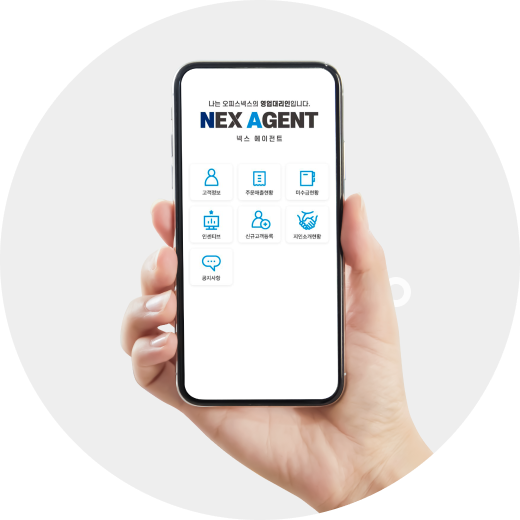 나는 오피스넥스의 영업대리인입니다.
NEX AGENT
넥스 에이전트
고객정보
주문매출현황
미수금현황
인센티브
신규고객등록
지인소개현황
공지사항